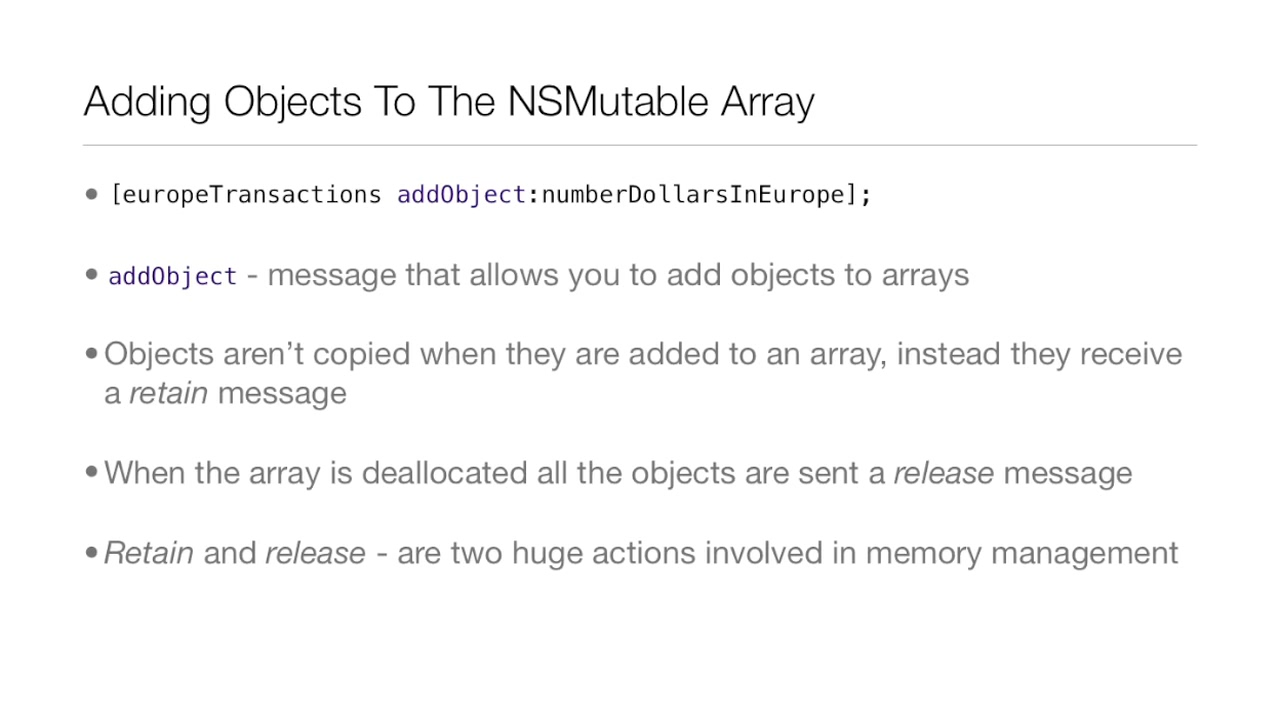 Adding Objects To The NSMutable Array
• [europeTransactions addObject:numberDollarsInEurope];
• addObject - message that allows you to add objects to arrays
• Objects aren’t copied when they are added to an array, instead they receive
a retain message
• When the array is deallocated all the objects are sent a release message
• Retain and release - are two huge actions involved in memory management